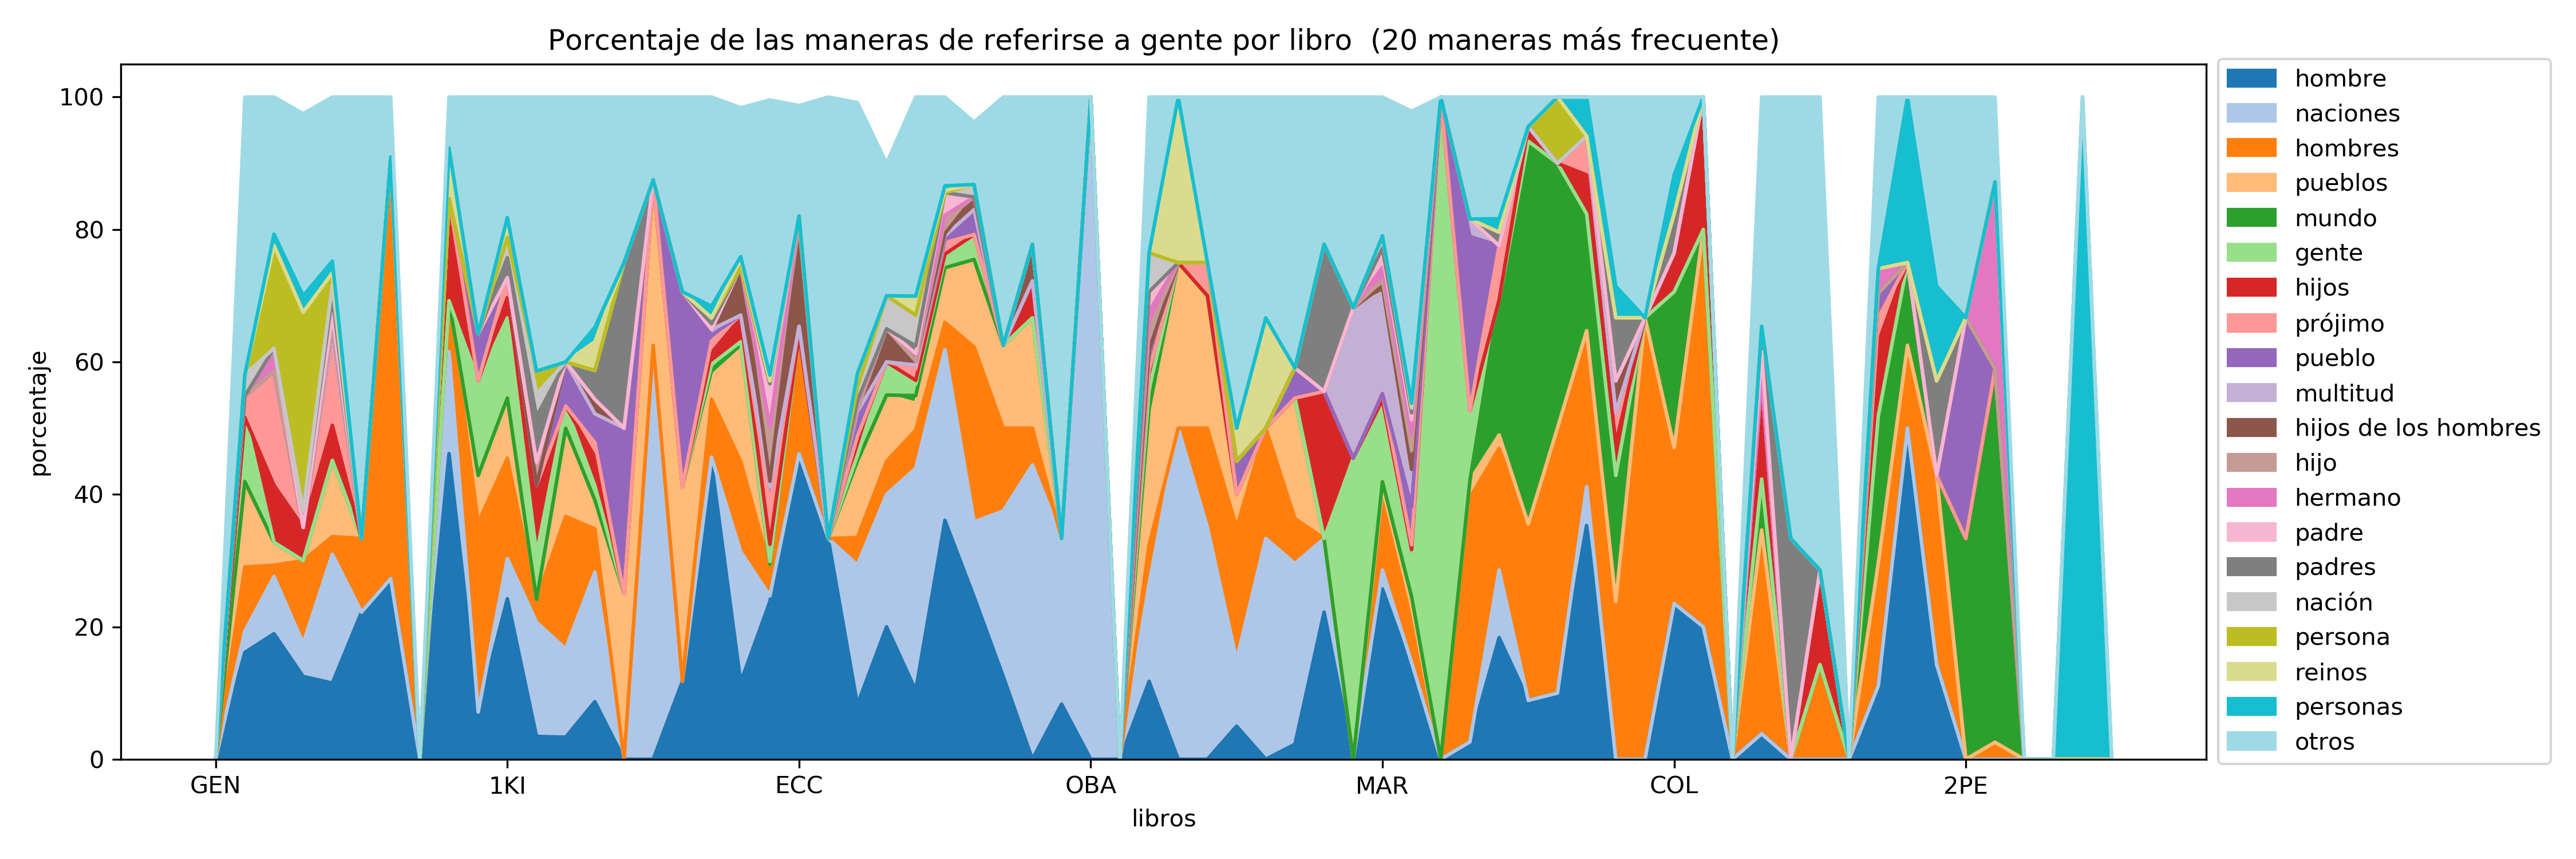 Porcentaje de las maneras de referirse a gente por libro  (20 maneras más frecuente)
100
80
60
40
20
0
porcentaje
GEN 1KI ECC OBA MAR COL 2PE
libros
hombre
naciones
hombres
pueblos
mundo
gente
hijos
prójimo
pueblo
multitud
hijos de los hombres
hijo
hermano
padre
padres
nación
persona
reinos
personas
otros